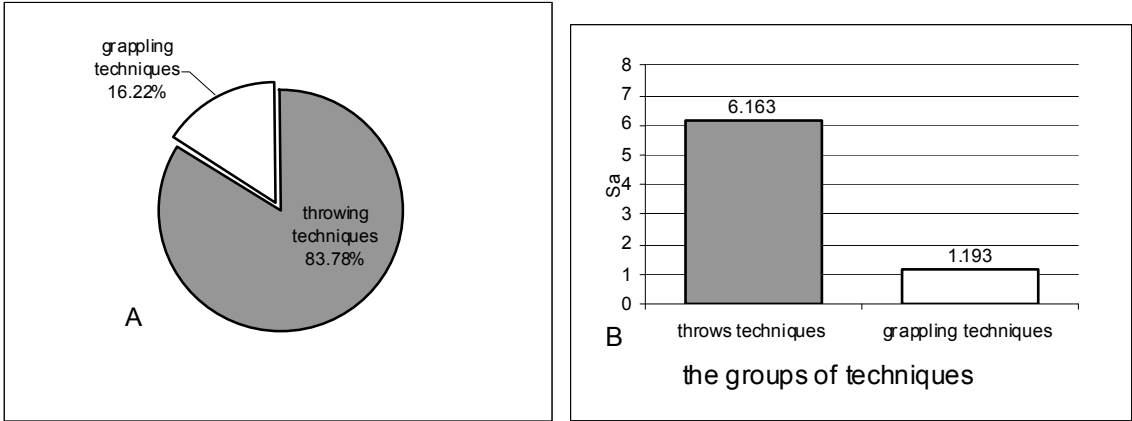 grappling
techniques
16.22%
throwing
techniques
83.78%
A
8
7
6
5
4
3
2
1
0
Sa
6.163
1.193
throws techniques
grappling techniques
B
the groups of techniques